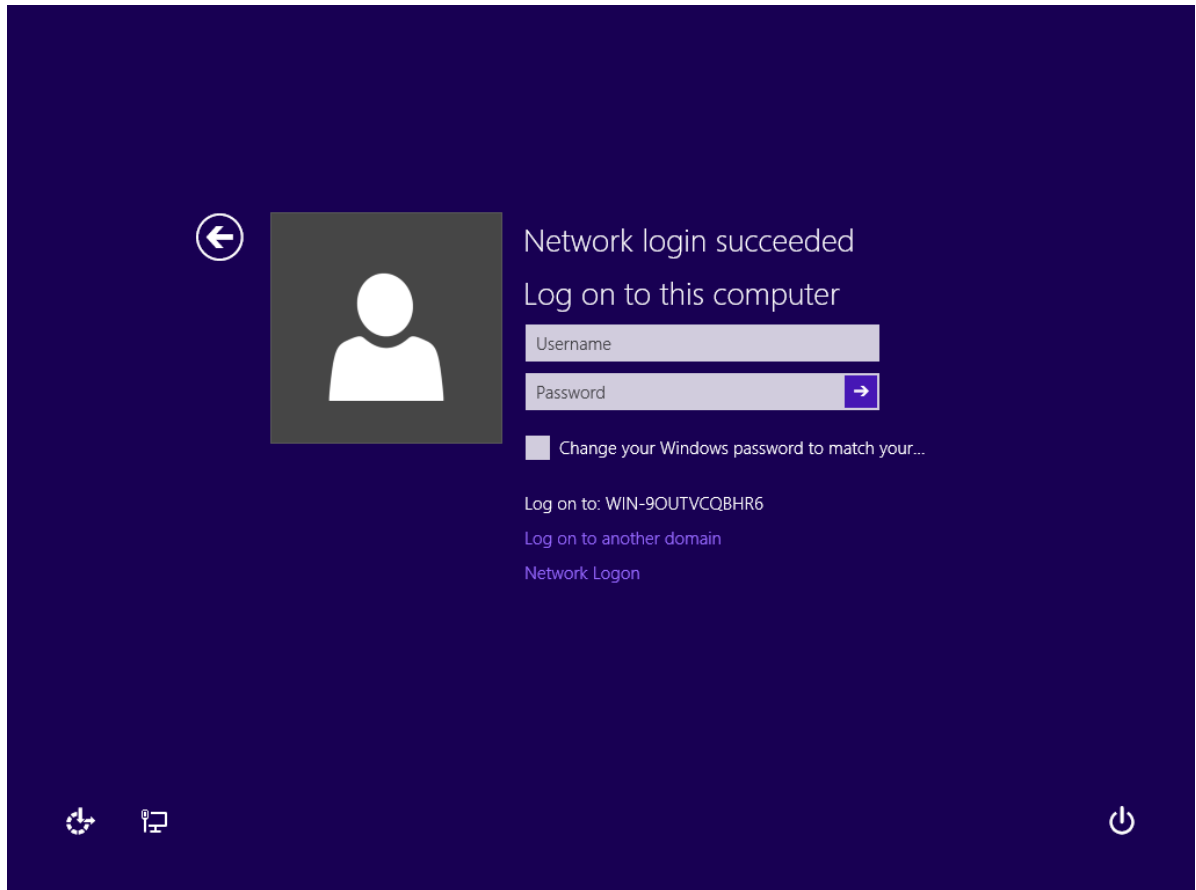 Network login succeeded
Log on to this computer
Username
Password
Change your Windows password to match your...
Log on to: WIN-9OUTVCQBHR6
Log on to another domain
Network Logon